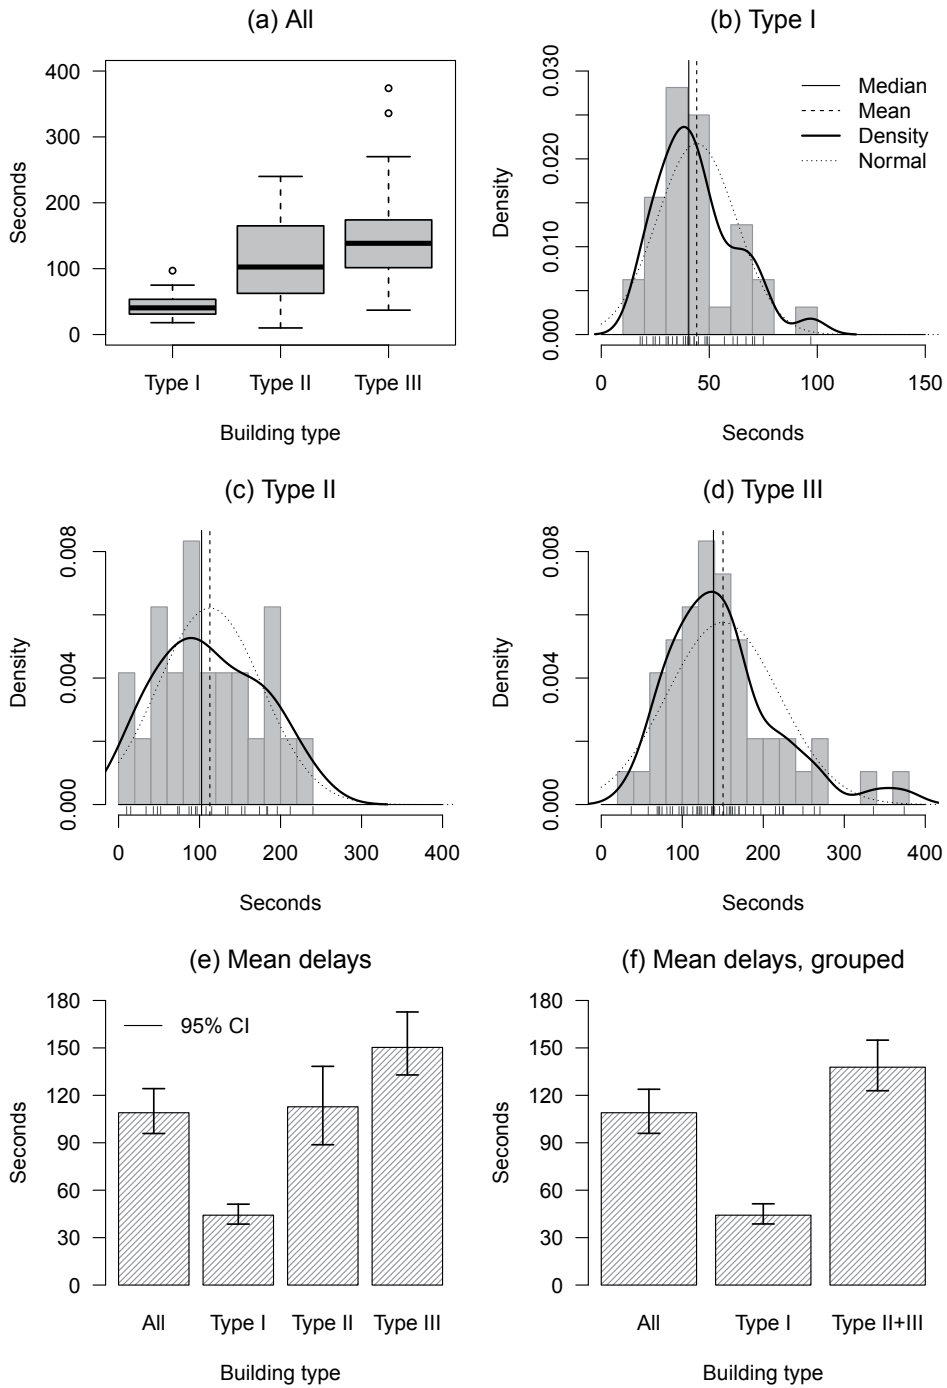 (a) All
Seconds
400
300
200
100
0
Type I Type II Type III
Building type
(b) Type I
Density
0.030
0.020
0.010
0.000
Median
Mean
Density
Normal
0 50 100 150
Seconds
(c) Type II
Density
0.008
0.004
0.000
0 100 200 300 400
Seconds
(d) Type III
Density
0.008
0.004
0.000
0 100 200 300 400
Seconds
(e) Mean delays
Seconds
180
150
120
90
60
30
0
95% CI
All Type I Type II Type III
Building type
(f) Mean delays, grouped
Seconds
180
150
120
90
60
30
0
All Type I Type II+III
Building type